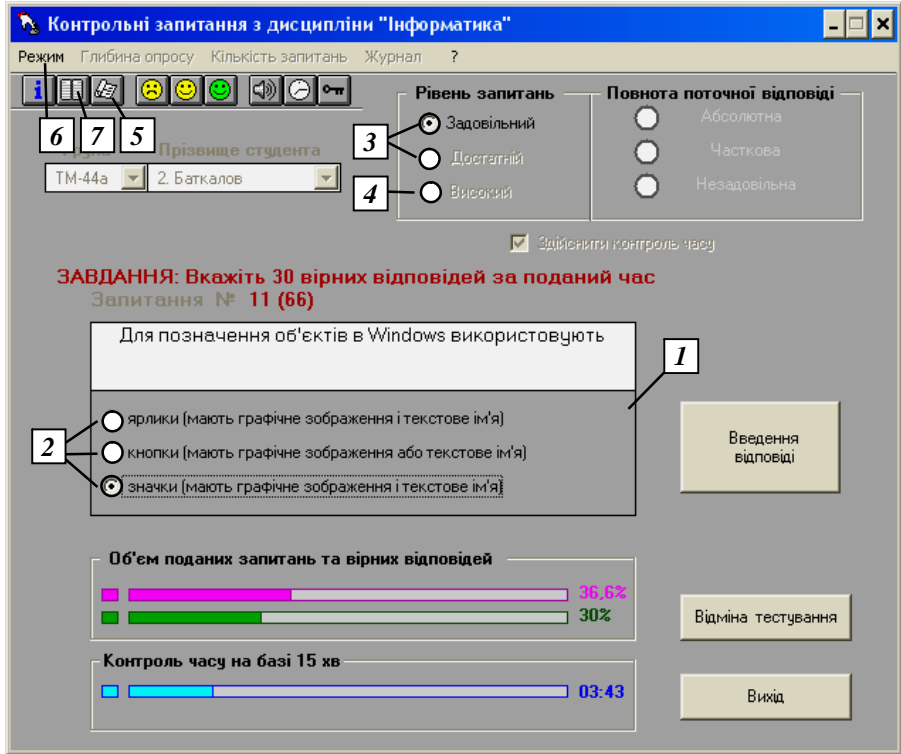 Контрольні запитання з дисципліни "Інформатика"
Режим Глибина опросу Кількість запитань Журнал ?
6 7 5
Рівень запитань
3
Задовільний
Достатній
4
Високий
Повнота поточної відповіді
Абсолютна
Часткова
Незадовільна
Група Прізвище студента
ТМ-44а 2. Баткалов
Здійснити контроль часу
ЗАВДАННЯ: Вкажіть 30 вірних відповідей за поданий час
Запитання № 11 (66)
Для позначення об'єктів в Windows використовують
1
2
ярлики (мають графічне зображення і текстове ім'я)
кнопки (мають графічне зображення або текстове ім'я)
значки (мають графічне зображення і текстове ім'я)
Введення
відповіді
Об'єм поданих запитань та вірних відповідей
36,6%
30%
Відміна тестування
Контроль часу на базі 15 хв
03:43
Вихід